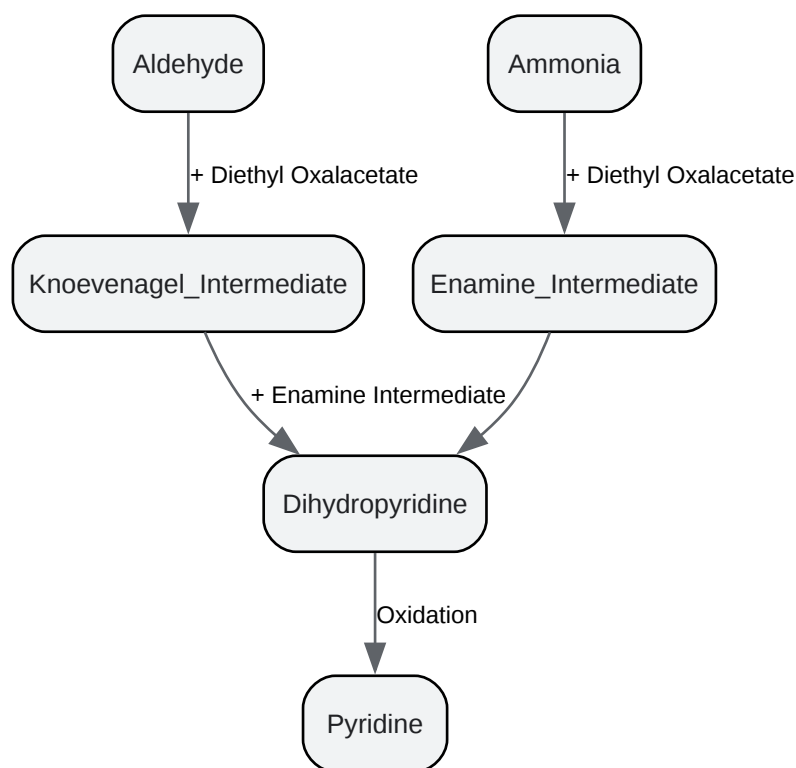 Aldehyde
Ammonia
+ Diethyl Oxalacetate
+ Diethyl Oxalacetate
Knoevenagel_Intermediate
Enamine_Intermediate
+ Enamine Intermediate
Dihydropyridine
Oxidation
Pyridine